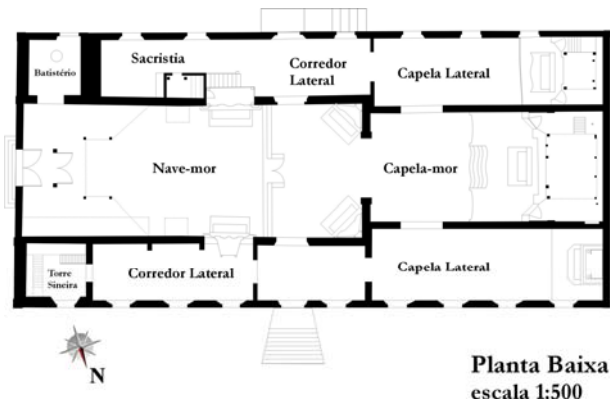 Sacristia
Batistério
Corredor
Lateral
Capela Lateral
Nave-mor
Capela-mor
Torre
Sineira
Corredor Lateral
Capela Lateral
N
Planta Baixa
escala 1:500